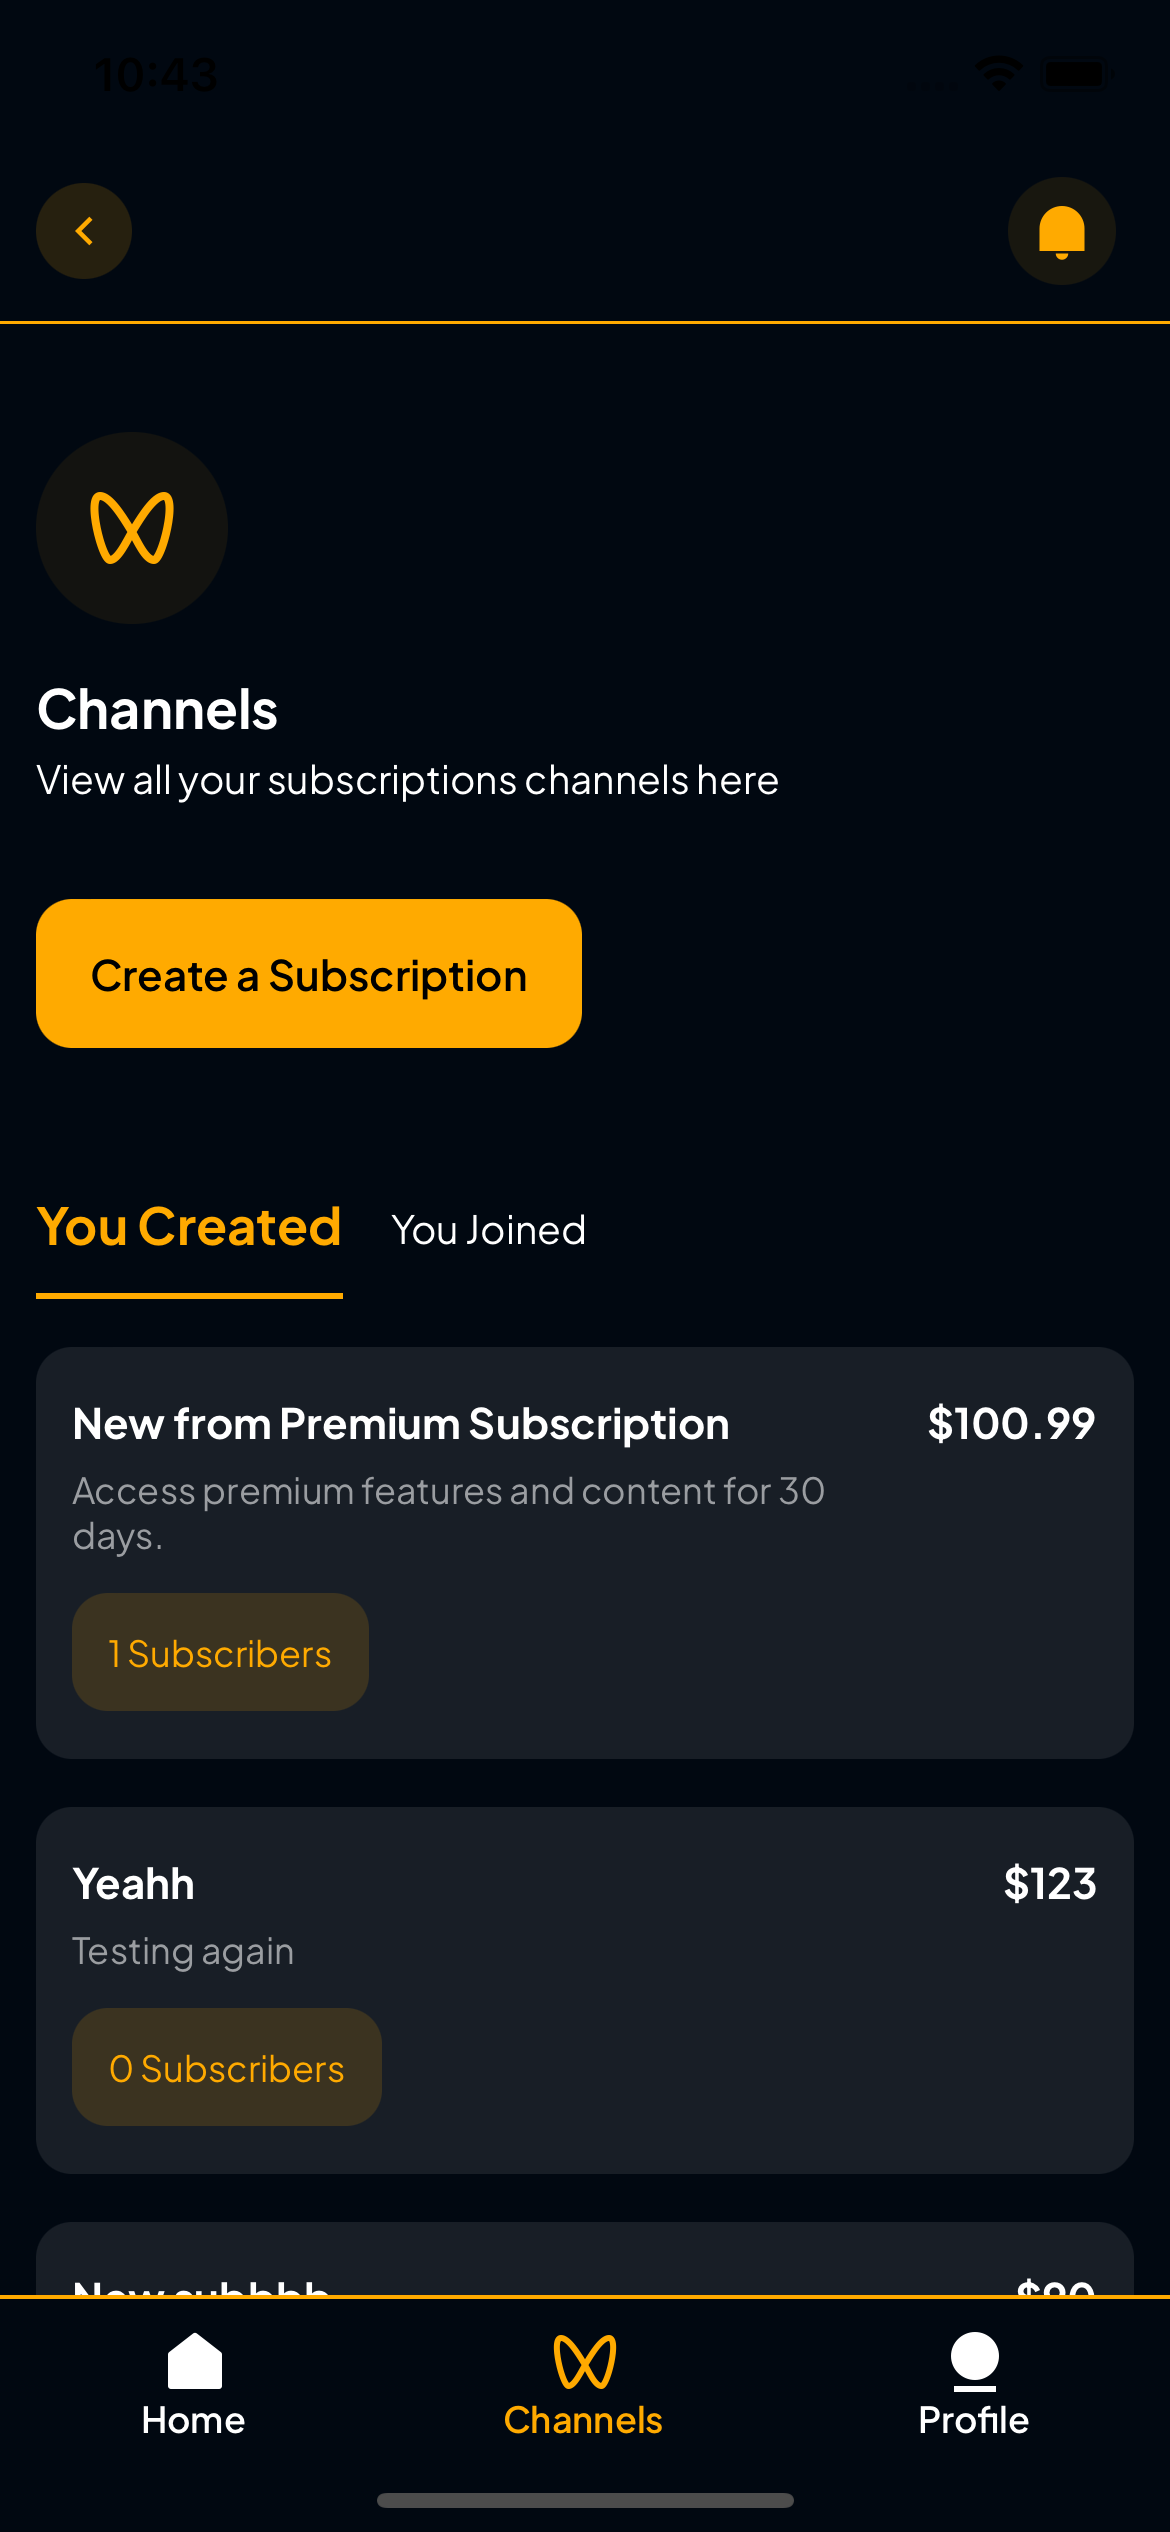 10:43
Channels
View all your subscriptions channels here
Create a Subscription
You Created
You Joined
New from Premium Subscription
$100.99
Access premium features and content for 30
days.
1 Subscribers
Yeahh
$123
Testing again
0 Subscribers
Home
Channels
Profile